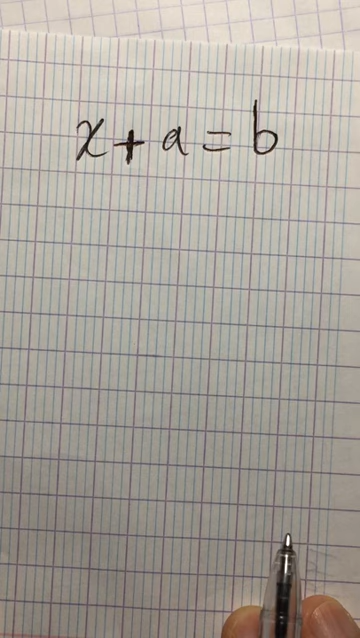 x + a = b